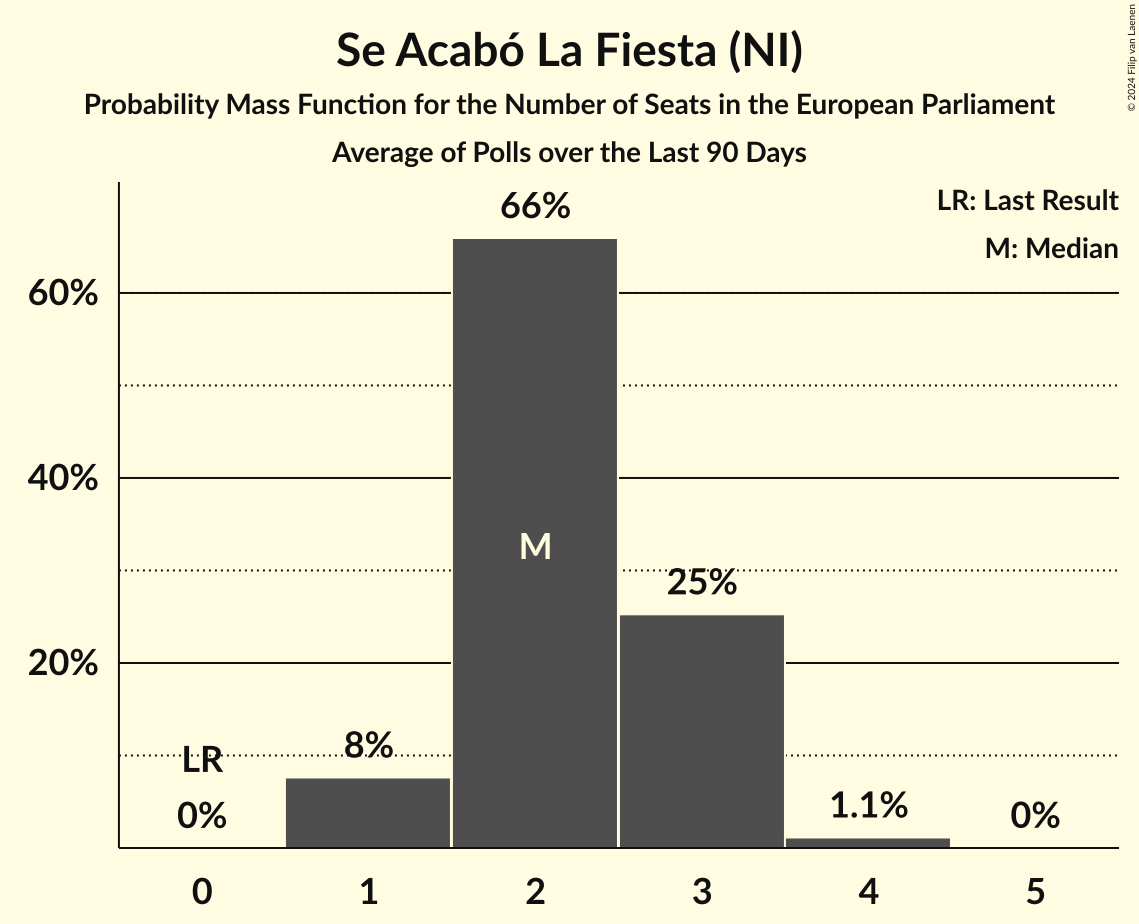 Se Acabó La Fiesta (NI)
Probability Mass Function for the Number of Seats in the European Parliament
Average of Polls over the Last 90 Days
© 2024 Filip van Laenen
LR: Last Result
M: Median
66%
60%
40%
M
25%
20%
LR
8%
0%
1.1%
0%
0 1 2 3 4 5